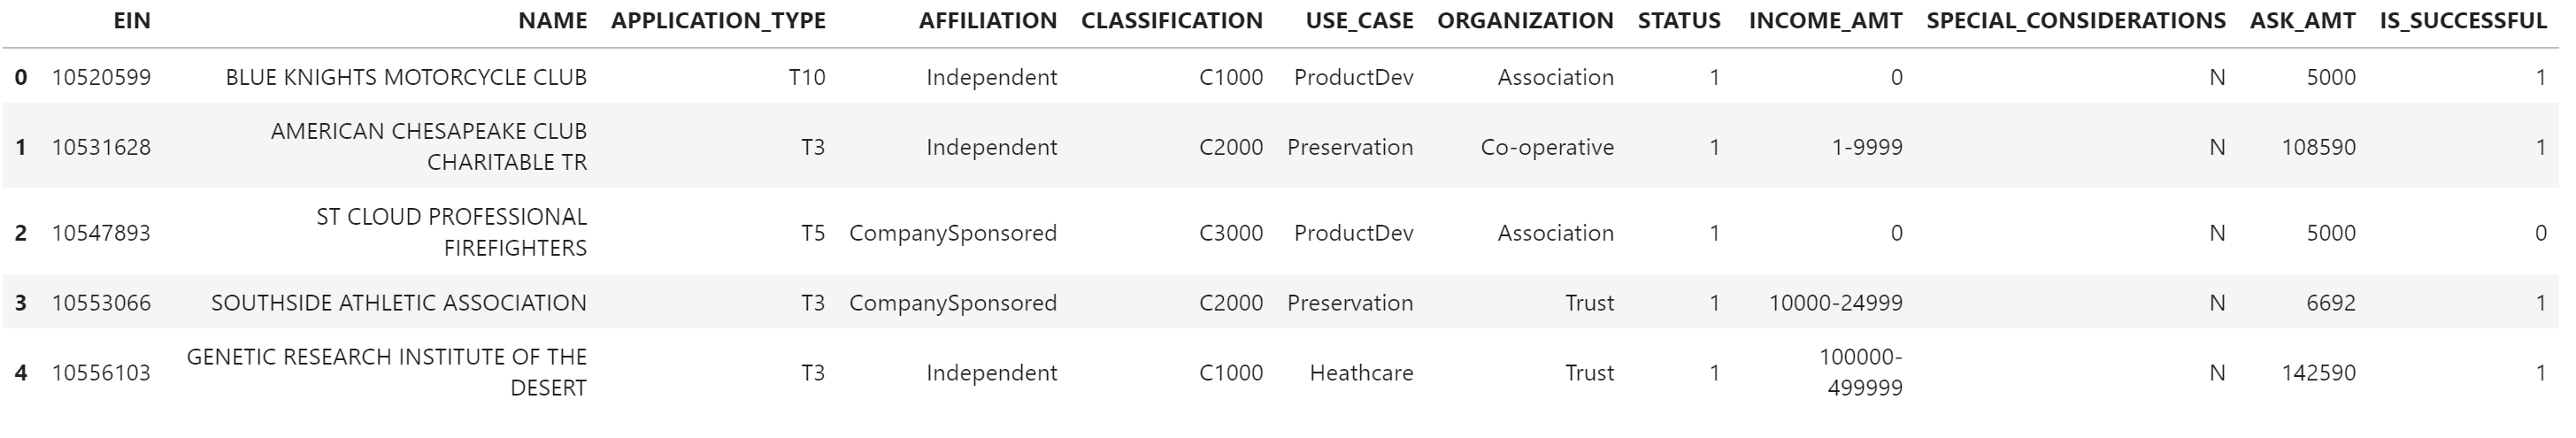 EIN NAME APPLICATION_TYPE AFFILIATION CLASSIFICATION USE_CASE ORGANIZATION STATUS INCOME_AMT SPECIAL_CONSIDERATIONS ASK_AMT IS_SUCCESSFUL
0 10520599 BLUE KNIGHTS MOTORCYCLE CLUB T10 Independent C1000 ProductDev Association 1 0 N 5000 1
1 10531628 AMERICAN CHESAPEAKE CLUB
CHARITABLE TR T3 Independent C2000 Preservation Co-operative 1 1-9999 N 108590 1
2 10547893 ST CLOUD PROFESSIONAL
FIREFIGHTERS T5 CompanySponsored C3000 ProductDev Association 1 0 N 5000 0
3 10553066 SOUTHSIDE ATHLETIC ASSOCIATION T3 CompanySponsored C2000 Preservation Trust 1 10000-24999 N 6692 1
4 10556103 GENETIC RESEARCH INSTITUTE OF THE
DESERT T3 Independent C1000 Heathcare Trust 1 100000-
499999 N 142590 1